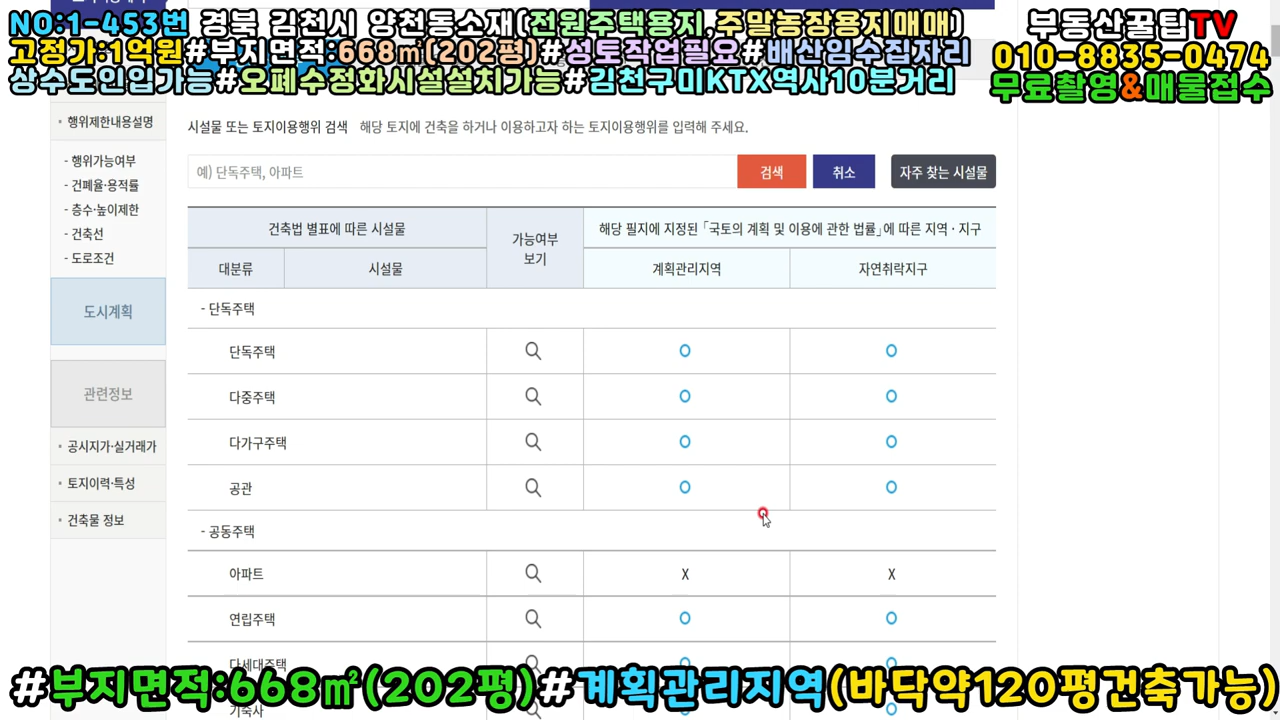 NO:1-453번 경북 김천시 양천동소재(전원주택용지,주말농장용지매매)
고정가:1억원#부지면적:668㎡(202평)#성토작업필요#배산임수집자리
상수도인입가능#오폐수정화시설설치가능#김천구미KTX역사10분거리
부동산꿀팁TV
010-8835-0474
무료촬영&매물접수
행위제한내용설명
- 행위가능여부
- 건폐율·용적률
- 층수·높이제한
- 건축선
- 도로조건
도시계획
관련정보
공시지가·실거래가
토지이력·특성
건축물 정보
시설물 또는 토지이용행위 검색 해당 토지에 건축을 하거나 이용하고자 하는 토지이용행위를 입력해 주세요.
예) 단독주택, 아파트 검색 취소 자주 찾는 시설물
건축법 별표에 따른 시설물 가능여부 보기 해당 필지에 지정된 「국토의 계획 및 이용에 관한 법률」에 따른 지역·지구
대분류 시설물 계획관리지역 자연취락지구
- 단독주택
단독주택 O O
다중주택 O O
다가구주택 O O
공관 O O
- 공동주택
아파트 X X
연립주택 O O
다세대주택
기숙사
#부지면적:668㎡(202평)#계획관리지역(바닥약120평건축가능)